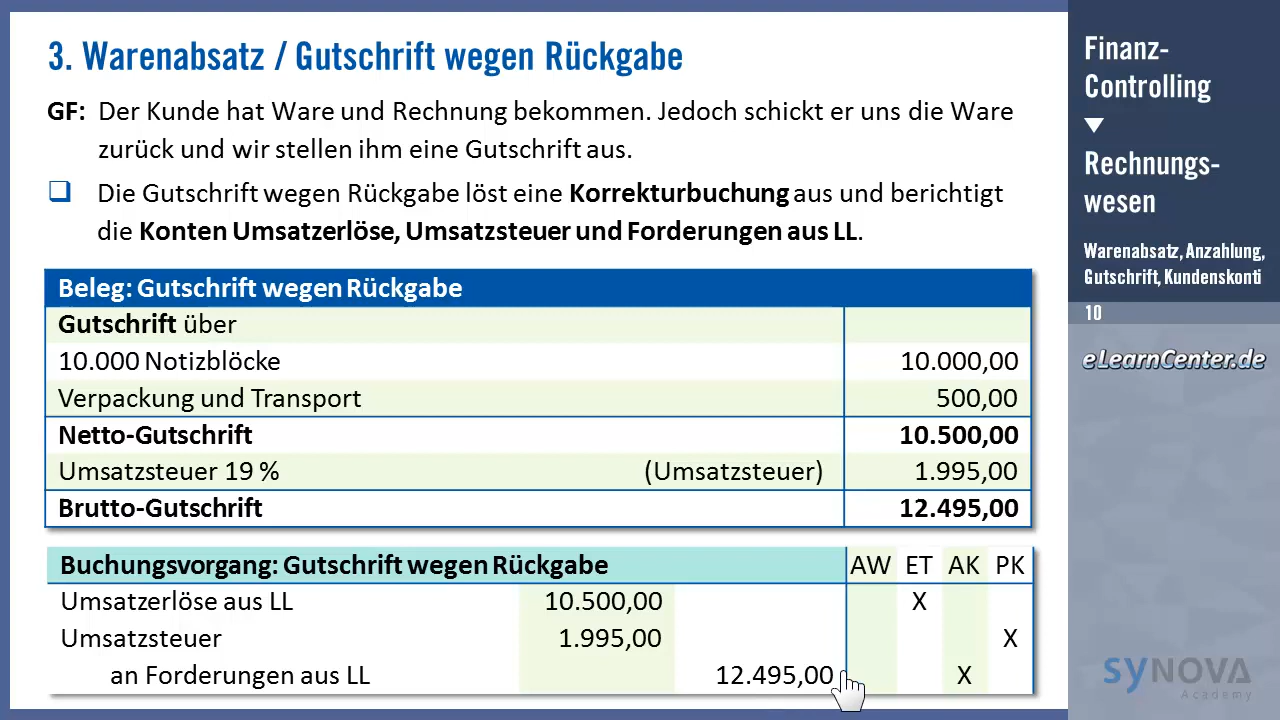 3. Warenabsatz / Gutschrift wegen Rückgabe
GF: Der Kunde hat Ware und Rechnung bekommen. Jedoch schickt er uns die Ware
zurück und wir stellen ihm eine Gutschrift aus.
Die Gutschrift wegen Rückgabe löst eine Korrekturbuchung aus und berichtigt
die Konten Umsatzerlöse, Umsatzsteuer und Forderungen aus LL.
Beleg: Gutschrift wegen Rückgabe
Gutschrift über
10.000 Notizblöcke 10.000,00
Verpackung und Transport 500,00
Netto-Gutschrift 10.500,00
Umsatzsteuer 19 % (Umsatzsteuer) 1.995,00
Brutto-Gutschrift 12.495,00
Buchungsvorgang: Gutschrift wegen Rückgabe AW ET AK PK
Umsatzerlöse aus LL 10.500,00 X
Umsatzsteuer 1.995,00 X
an Forderungen aus LL 12.495,00 X
Finanz-
Controlling
Rechnungs-
wesen
Warenabsatz, Anzahlung,
Gutschrift, Kundenskonti
10
eLearnCenter.de
syNOVA
Academy